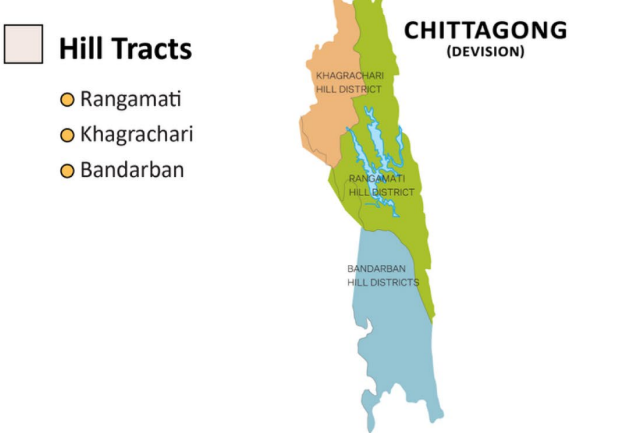 Hill Tracts
Rangamati
Khagrachari
Bandarban
CHITTAGONG
(DEVISION)
KHAGRACHARI
HILL DISTRICT
RANGAMATI
HILL DISTRICT
BANDARBAN
HILL DISTRICTS